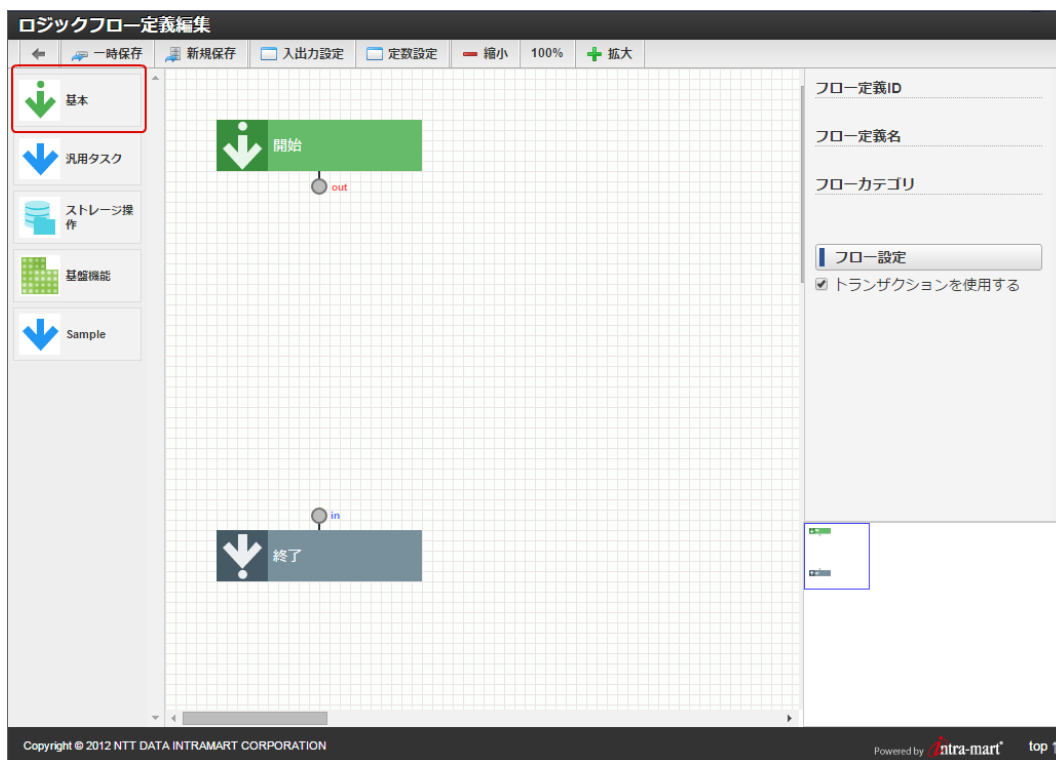 ロジックフロー定義編集
一時保存 新規保存 入出力設定 定数設定 縮小 100% 拡大
基本
汎用タスク
ストレージ操
作
基盤機能
Sample
開始
out
in
終了
フロー定義ID
フロー定義名
フローカテゴリ
フロー設定
トランザクションを使用する
Copyright © 2012 NTT DATA INTRAMART CORPORATION
Powered by intra-mart
top